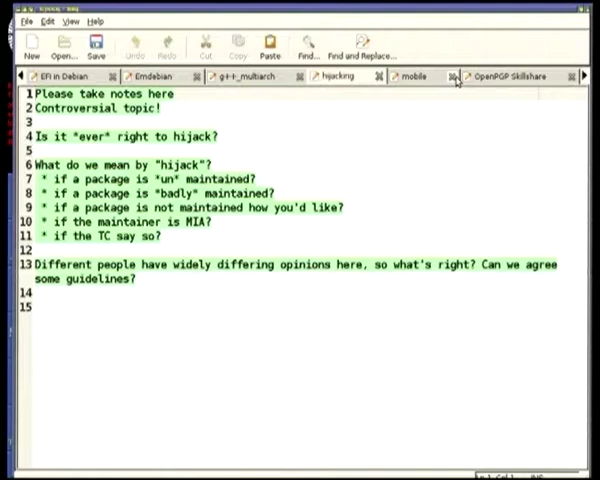 File Edit View Help
New Open... Save Undo Redo Cut Copy Paste Find... Find and Replace...
EFI in Debian Emdebian g++_multiarch hijacking mobile OpenPGP Skillshare
1 Please take notes here
2 Controversial topic!
3
4 Is it *ever* right to hijack?
5
6 What do we mean by "hijack"?
7 * if a package is *un* maintained?
8 * if a package is *badly* maintained?
9 * if a package is not maintained how you'd like?
10 * if the maintainer is MIA?
11 * if the TC say so?
12
13 Different people have widely differing opinions here, so what's right? Can we agree
some guidelines?
14
15